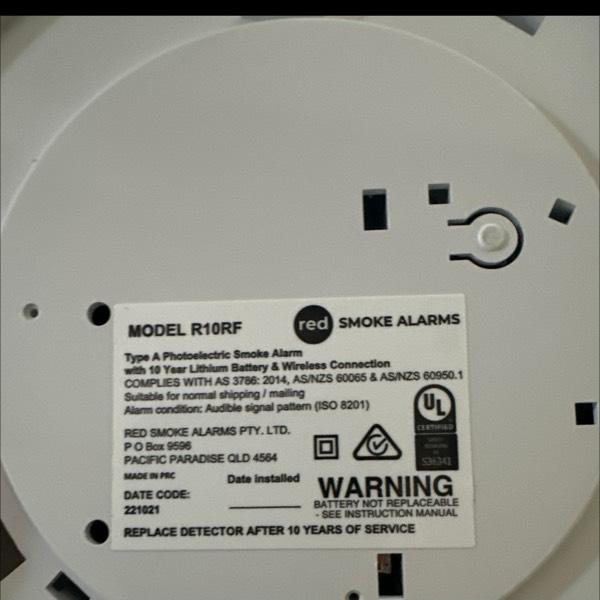 MODEL R10RF
red SMOKE ALARMS
Type A Photoelectric Smoke Alarm
with 10 Year Lithium Battery & Wireless Connection
COMPLIES WITH AS 3786: 2014, AS/NZS 60065 & AS/NZS 60950.1
Suitable for normal shipping / mailing
Alarm condition: Audible signal pattern (ISO 8201)
UL
CERTIFIED
S36341
RED SMOKE ALARMS PTY. LTD.
P O Box 9596
PACIFIC PARADISE QLD 4564
MADE IN PRC
Date installed
DATE CODE:
221021
WARNING
BATTERY NOT REPLACEABLE
- SEE INSTRUCTION MANUAL
REPLACE DETECTOR AFTER 10 YEARS OF SERVICE